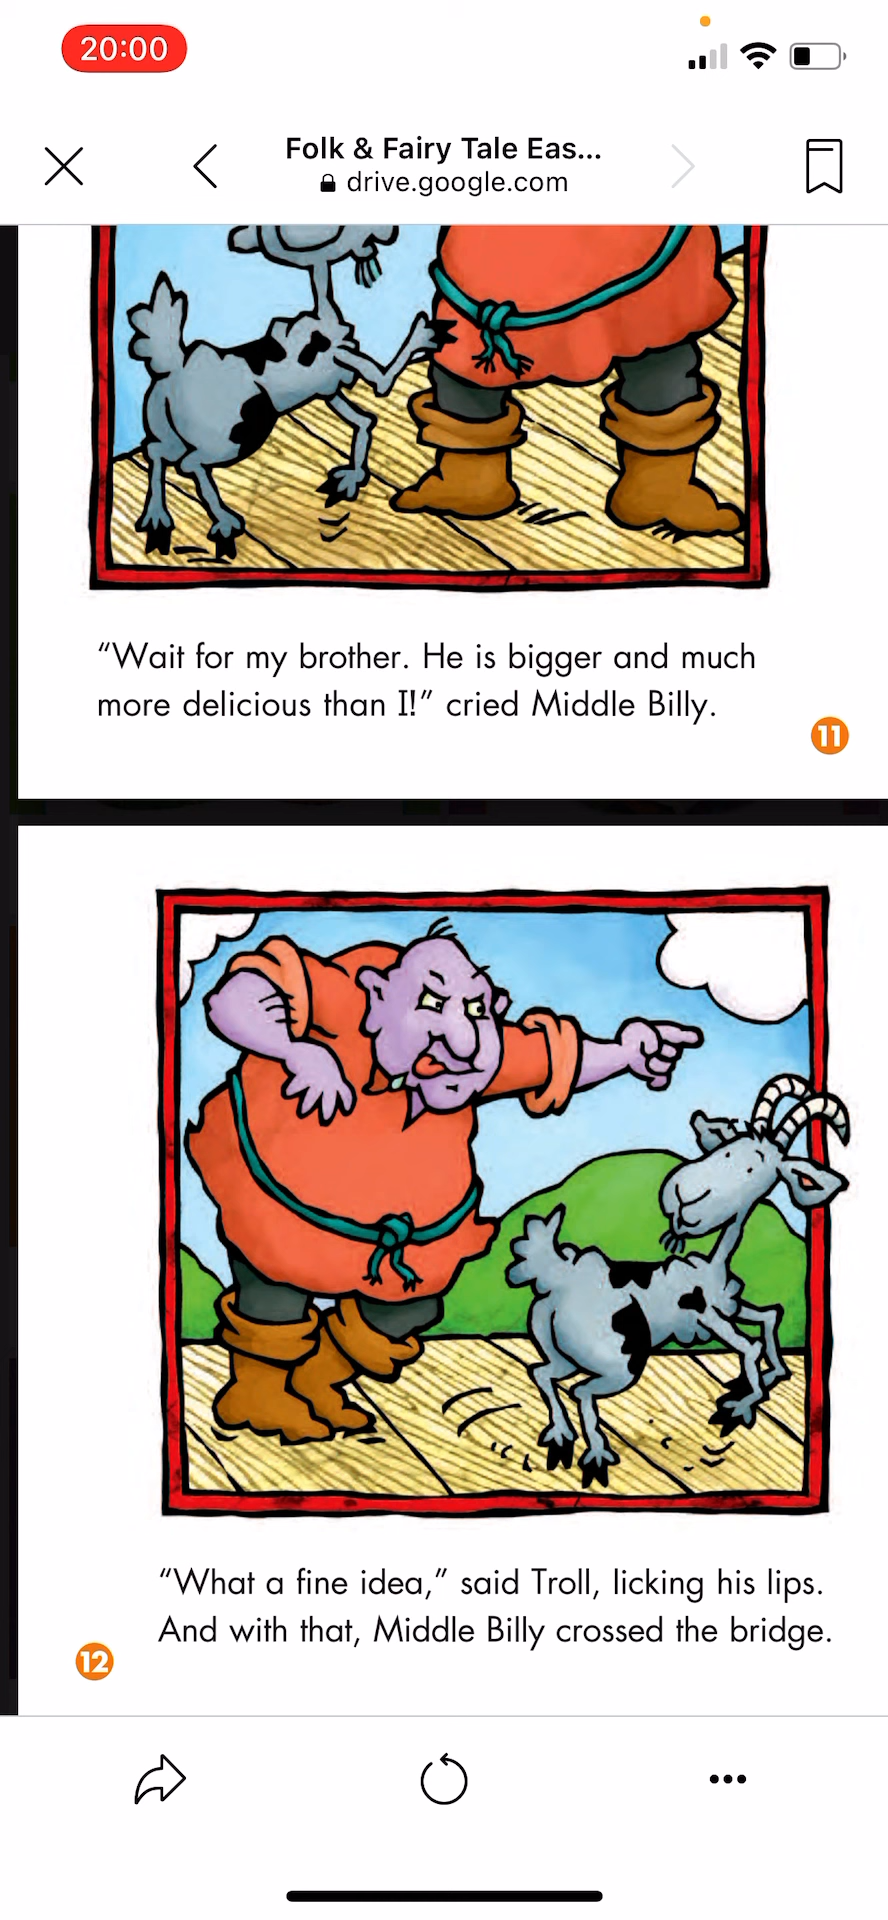 20:00
Folk & Fairy Tale Eas...
drive.google.com
“Wait for my brother. He is bigger and much
more delicious than I!” cried Middle Billy.
11
“What a fine idea,” said Troll, licking his lips.
And with that, Middle Billy crossed the bridge.
12